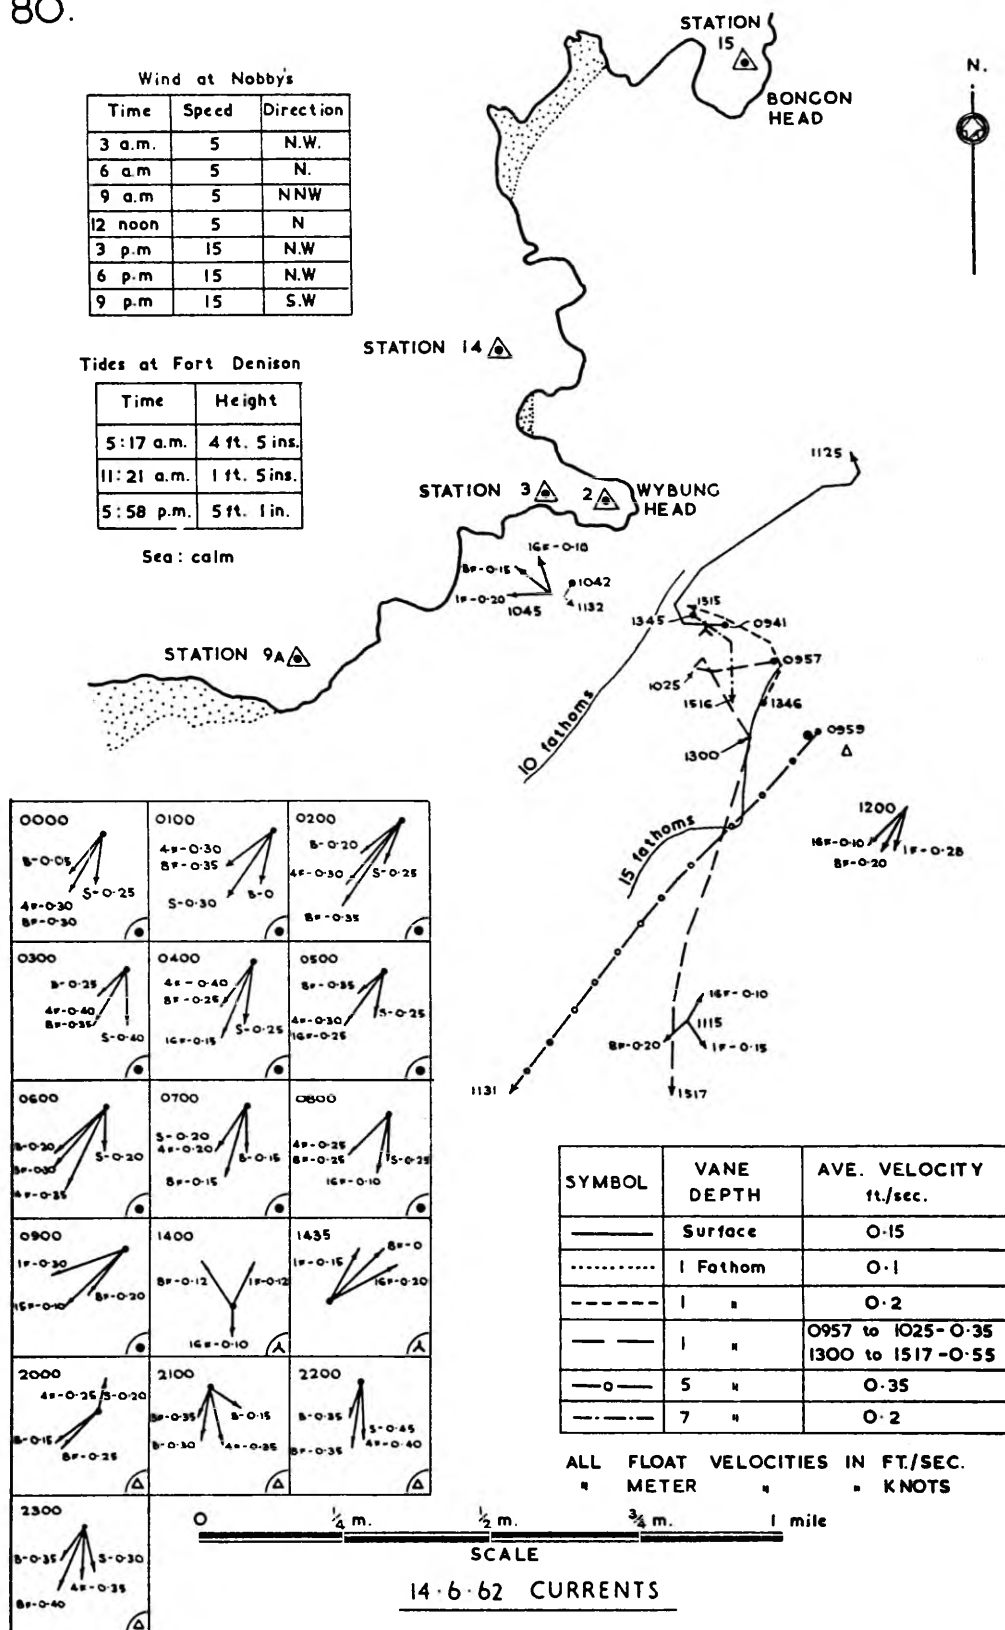 80.
Wind at Nobby's
Time Speed Direction
3 a.m. 5 N.W.
6 a.m 5 N.
9 a.m 5 NNW
12 noon 5 N
3 p.m 15 N.W
6 p.m 15 N.W
9 p.m 15 S.W
Tides at Fort Denison
Time Height
5:17 a.m. 4 ft. 5 ins.
11:21 a.m. 1 ft. 5 ins.
5:58 p.m. 5 ft. 1 in.
Sea: calm
STATION
15
BONGON
HEAD
N.
STATION 14
STATION 3
2
WYBUNG
HEAD
STATION 9A
16F-0.10
8F-0.15
1F-0.20
1045
1042
1132
1125
1515
1345
0941
0957
1025
1516
1346
1300
0959
10 fathoms
15 fathoms
1200
16F-0.10
8F-0.20
1F-0.28
16F-0.10
1115
8F-0.20
1F-0.15
1131
1517
0000
B-0.05
S-0.25
4F-0.30
8F-0.30
0100
4F-0.30
8F-0.35
S-0.30
B-0
0200
B-0.20
4F-0.30
S-0.25
8F-0.35
0300
B-0.25
4F-0.40
8F-0.35
S-0.40
0400
4F-0.40
8F-0.25
S-0.25
16F-0.15
0500
8F-0.35
S-0.25
4F-0.30
16F-0.25
0600
B-0.20
8F-0.30
S-0.20
4F-0.35
0700
S-0.20
4F-0.20
B-0.15
8F-0.15
0800
4F-0.25
8F-0.25
S-0.25
16F-0.10
0900
1F-0.30
8F-0.20
15F-0.10
1400
8F-0.12
1F-0.12
16F-0.10
1435
8F-0
1F-0.15
16F-0.20
2000
4F-0.25
S-0.20
B-0.15
8F-0.25
2100
8F-0.35
B-0.15
B-0.30
4F-0.35
2200
B-0.35
S-0.45
8F-0.35
4F-0.40
2300
B-0.35
S-0.30
4F-0.35
8F-0.40
SYMBOL VANE DEPTH AVE. VELOCITY ft./sec.
Surface 0.15
1 Fathom 0.1
1 " 0.2
1 " 0957 to 1025-0.35
1300 to 1517-0.55
5 " 0.35
7 " 0.2
ALL FLOAT VELOCITIES IN FT./SEC.
" METER " " KNOTS
0 ¼ m. ½ m. ¾ m. 1 mile
SCALE
14.6.62 CURRENTS